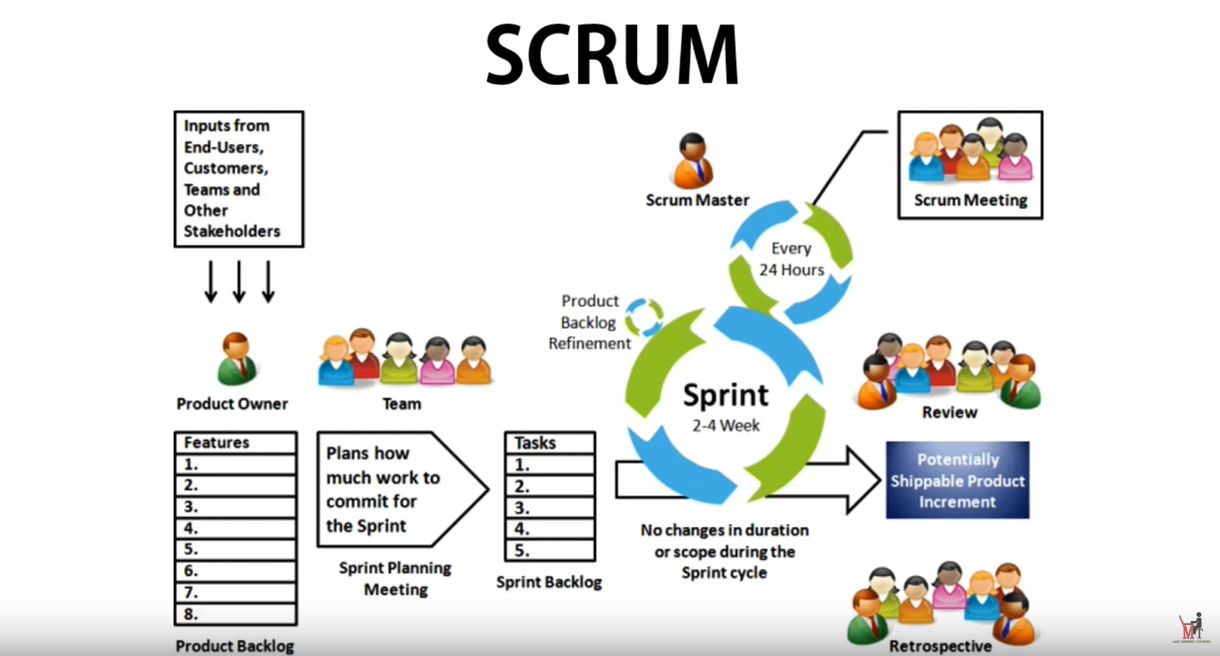 SCRUM
Inputs from
End-Users,
Customers,
Teams and
Other
Stakeholders
Product Owner
Features
1.
2.
3.
4.
5.
6.
7.
8.
Product Backlog
Team
Plans how
much work to
commit for
the Sprint
Sprint Planning
Meeting
Tasks
1.
2.
3.
4.
5.
Sprint Backlog
Scrum Master
Every
24 Hours
Scrum Meeting
Product
Backlog
Refinement
Sprint
2-4 Week
No changes in duration
or scope during the
Sprint cycle
Review
Potentially
Shippable Product
Increment
Retrospective
MT